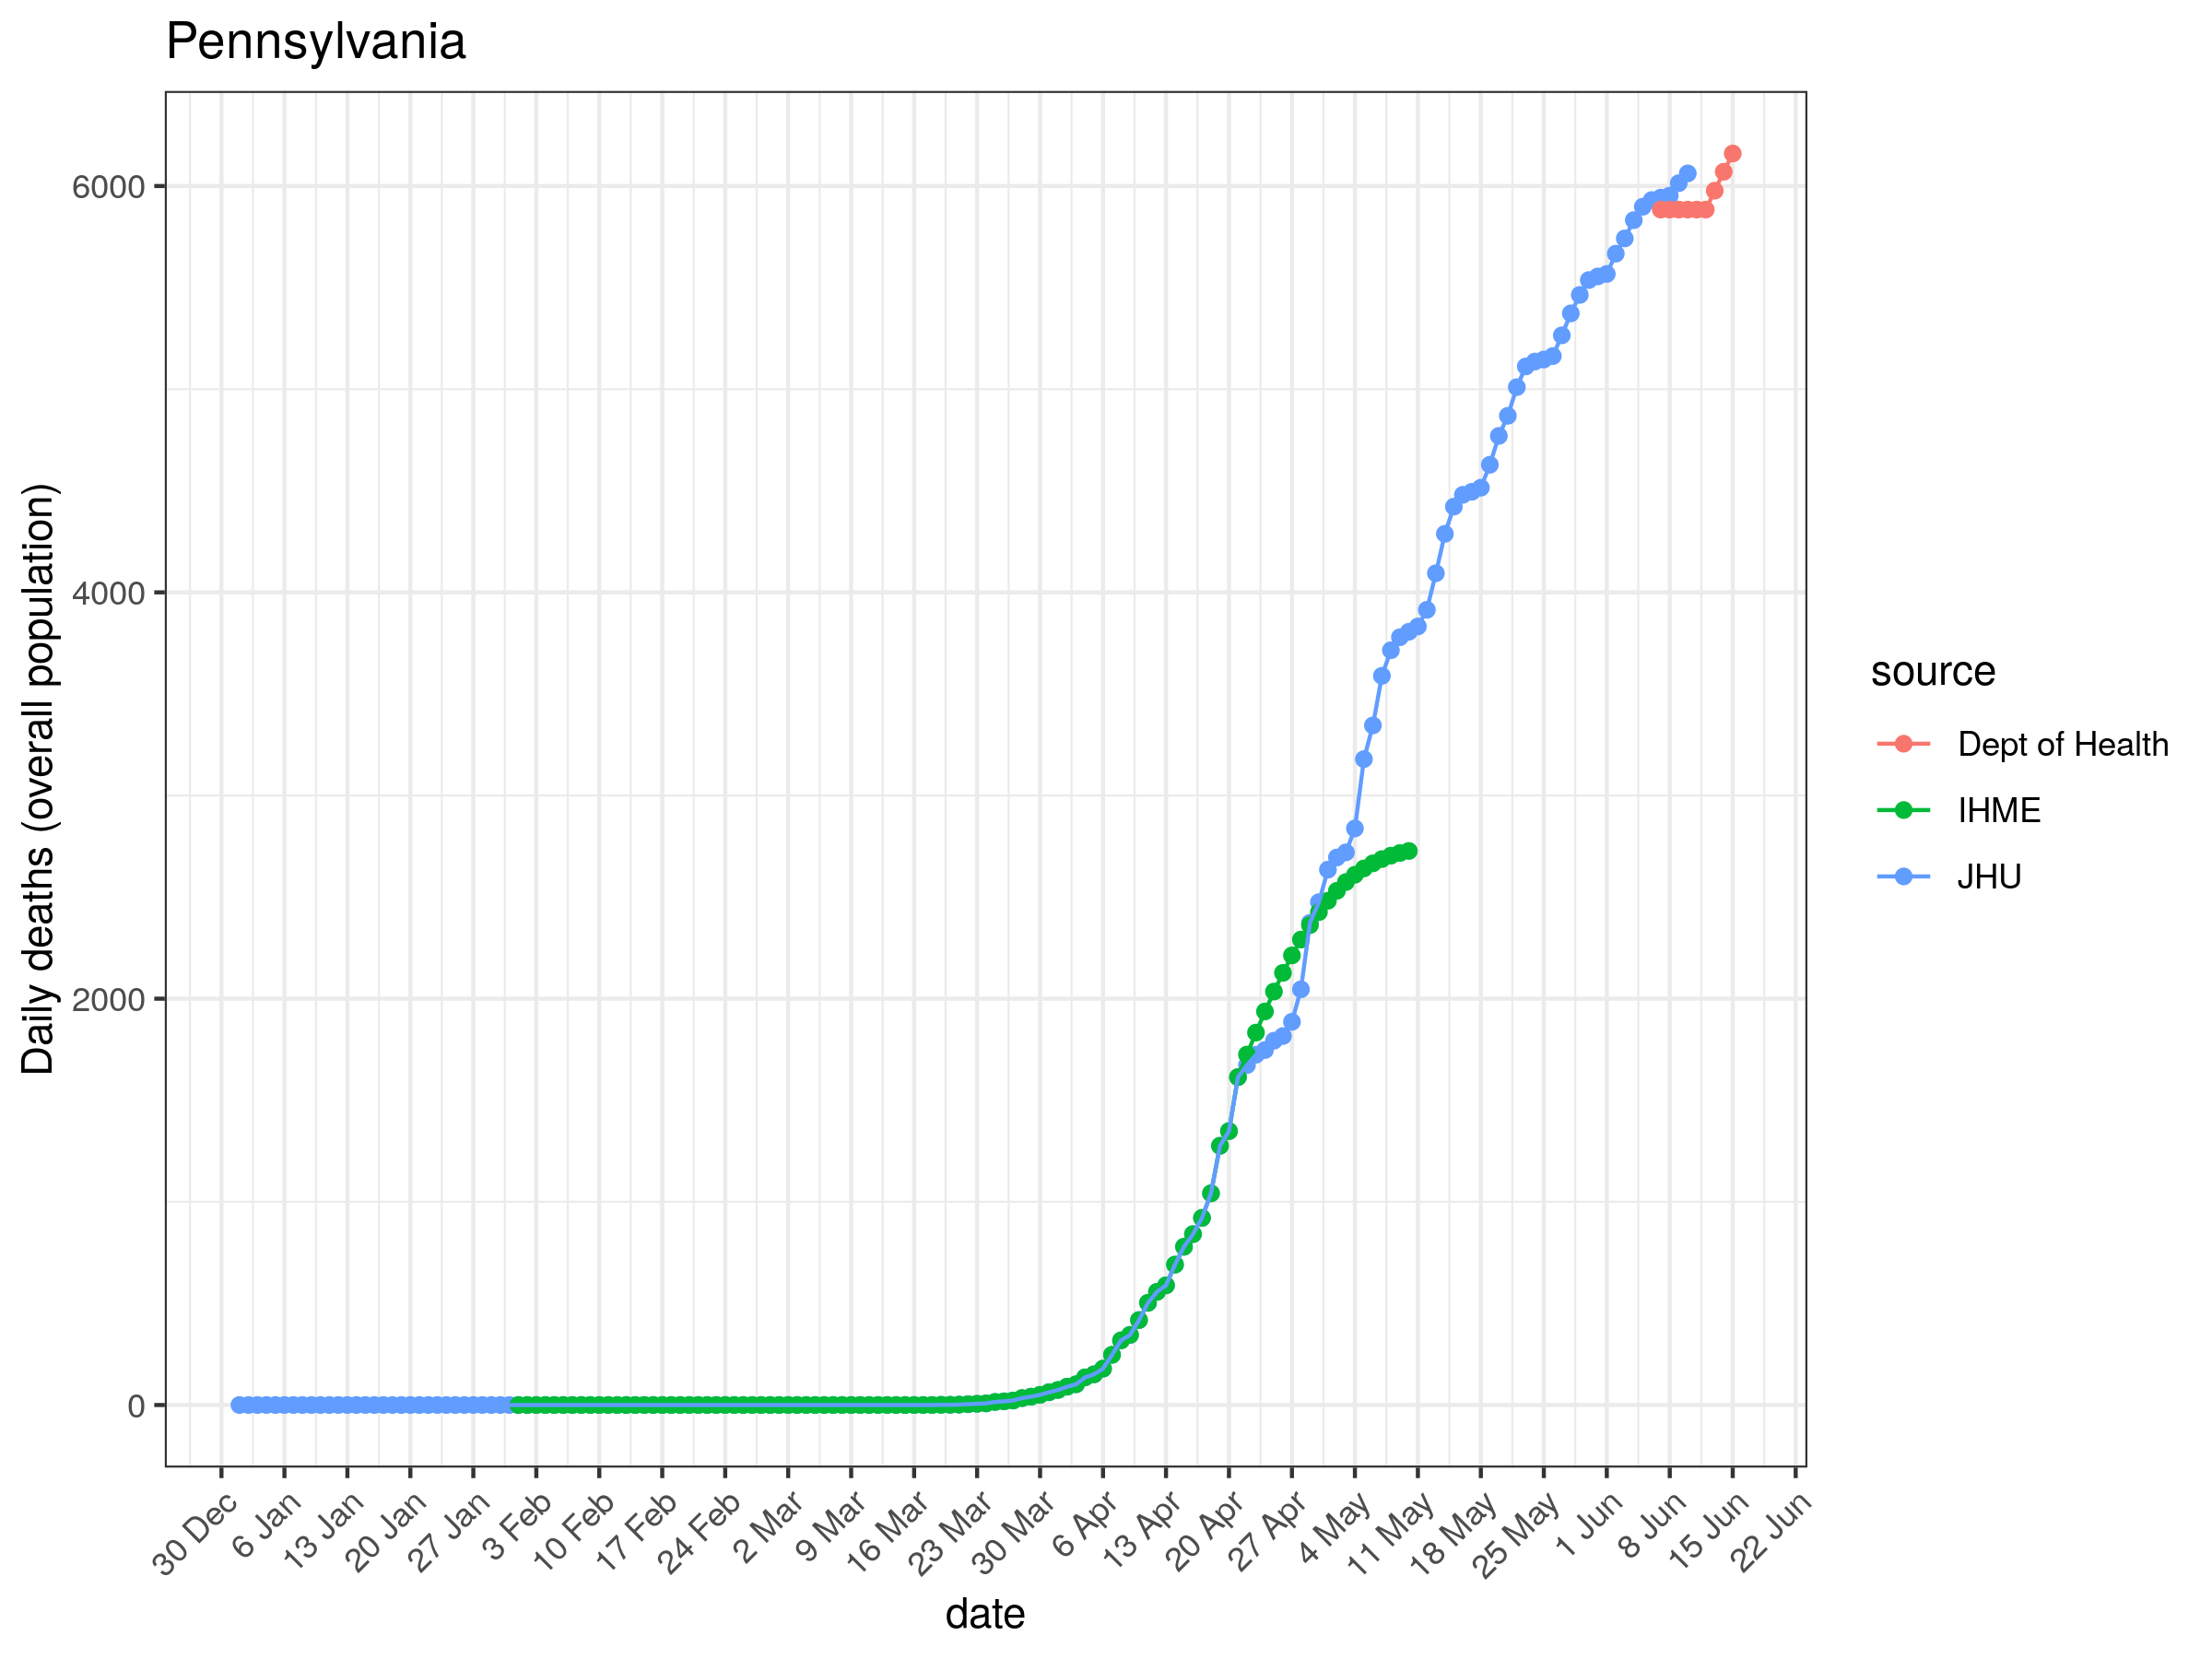 Pennsylvania
Daily deaths (overall population)
6000
4000
2000
0
30 Dec
6 Jan
13 Jan
20 Jan
27 Jan
3 Feb
10 Feb
17 Feb
24 Feb
2 Mar
9 Mar
16 Mar
23 Mar
30 Mar
6 Apr
13 Apr
20 Apr
27 Apr
4 May
11 May
18 May
25 May
1 Jun
8 Jun
15 Jun
22 Jun
date
source
Dept of Health
IHME
JHU